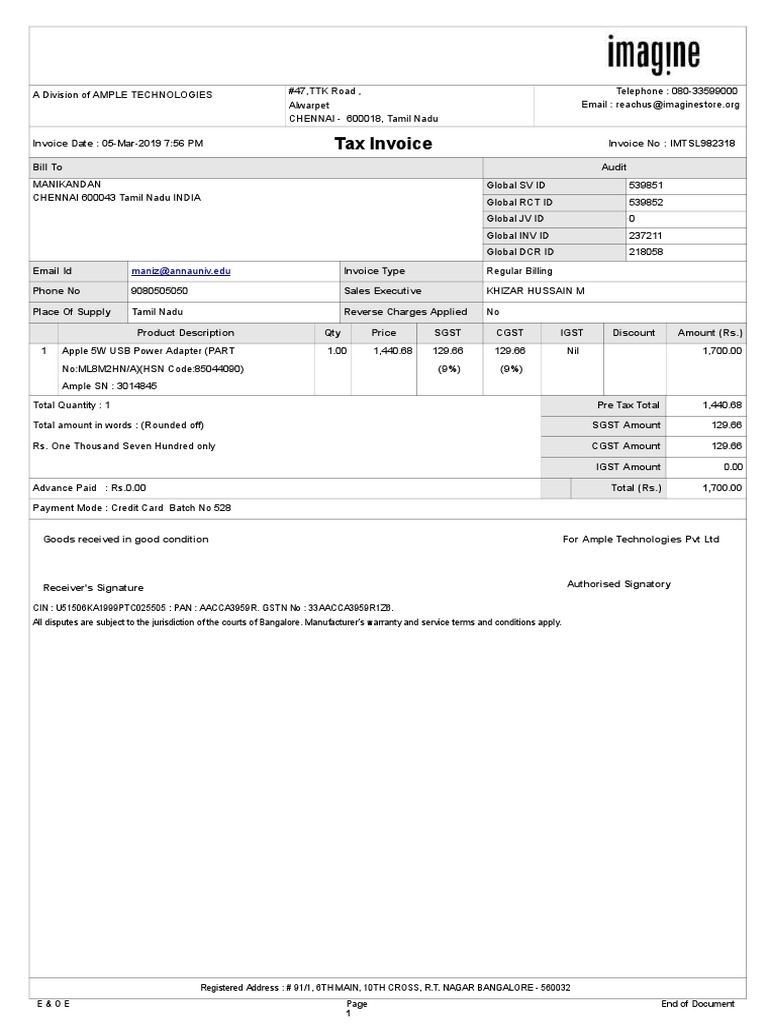 imagine
A Division of AMPLE TECHNOLOGIES
#47,TTK Road ,
Alwarpet
CHENNAI - 600018, Tamil Nadu
Telephone : 080-33599000
Email : reachus@imaginestore.org
Invoice Date : 05-Mar-2019 7:56 PM
Tax Invoice
Invoice No : IMTSL982318
Bill To
Audit
MANIKANDAN
CHENNAI 600043 Tamil Nadu INDIA
Global SV ID 539851
Global RCT ID 539852
Global JV ID 0
Global INV ID 237211
Global DCR ID 218058
Email Id maniz@annauniv.edu Invoice Type Regular Billing
Phone No 9080505050 Sales Executive KHIZAR HUSSAIN M
Place Of Supply Tamil Nadu Reverse Charges Applied No
Product Description Qty Price SGST CGST IGST Discount Amount (Rs.)
1 Apple 5W USB Power Adapter (PART 1.00 1,440.68 129.66 129.66 Nil 1,700.00
No:ML8M2HN/A)(HSN Code:85044090) (9%) (9%)
Ample SN : 3014845
Total Quantity : 1 Pre Tax Total 1,440.68
Total amount in words : (Rounded off) SGST Amount 129.66
Rs. One Thousand Seven Hundred only CGST Amount 129.66
IGST Amount 0.00
Advance Paid : Rs.0.00 Total (Rs.) 1,700.00
Payment Mode : Credit Card Batch No 528
Goods received in good condition For Ample Technologies Pvt Ltd
Receiver's Signature Authorised Signatory
CIN : U51506KA1999PTC025505 : PAN : AACCA3959R. GSTN No : 33AACCA3959R1Z6.
All disputes are subject to the jurisdiction of the courts of Bangalore. Manufacturer's warranty and service terms and conditions apply.
Registered Address : # 91/1, 6TH MAIN, 10TH CROSS, R.T. NAGAR BANGALORE - 560032
E & O E Page End of Document
1